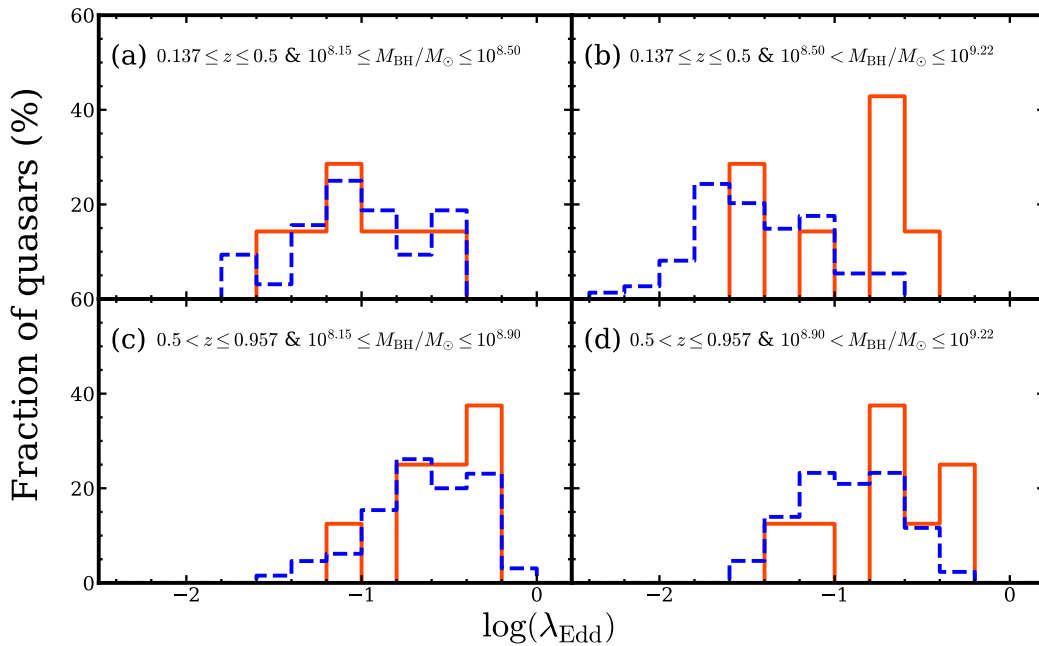 60
(a) 0.137 ≤ z ≤ 0.5 & 10^8.15 ≤ M_BH/M_⊙ ≤ 10^8.50
(b) 0.137 ≤ z ≤ 0.5 & 10^8.50 < M_BH/M_⊙ ≤ 10^9.22
40
20
60
(c) 0.5 < z ≤ 0.957 & 10^8.15 ≤ M_BH/M_⊙ ≤ 10^8.90
(d) 0.5 < z ≤ 0.957 & 10^8.90 < M_BH/M_⊙ ≤ 10^9.22
40
20
0
−2 −1 0 −2 −1 0
Fraction of quasars (%)
log(λ_Edd)